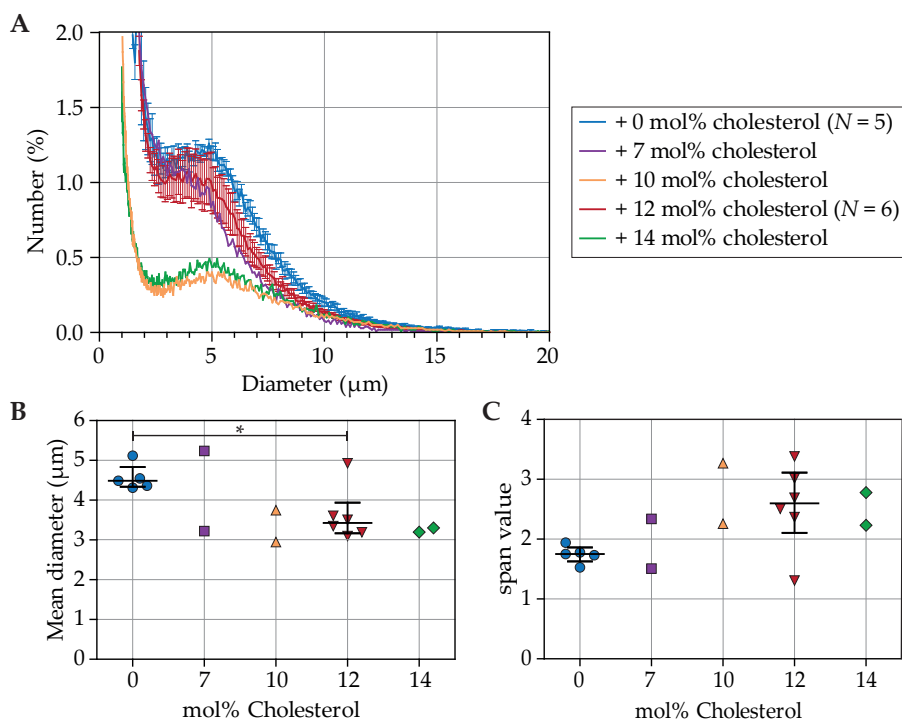 A
2.0
1.5
1.0
0.5
0.0
Number (%)
0 5 10 15 20
Diameter (μm)
+ 0 mol% cholesterol (N = 5)
+ 7 mol% cholesterol
+ 10 mol% cholesterol
+ 12 mol% cholesterol (N = 6)
+ 14 mol% cholesterol
B
6
5
4
3
2
1
0
Mean diameter (μm)
*
0 7 10 12 14
mol% Cholesterol
C
4
3
2
1
0
span value
0 7 10 12 14
mol% Cholesterol